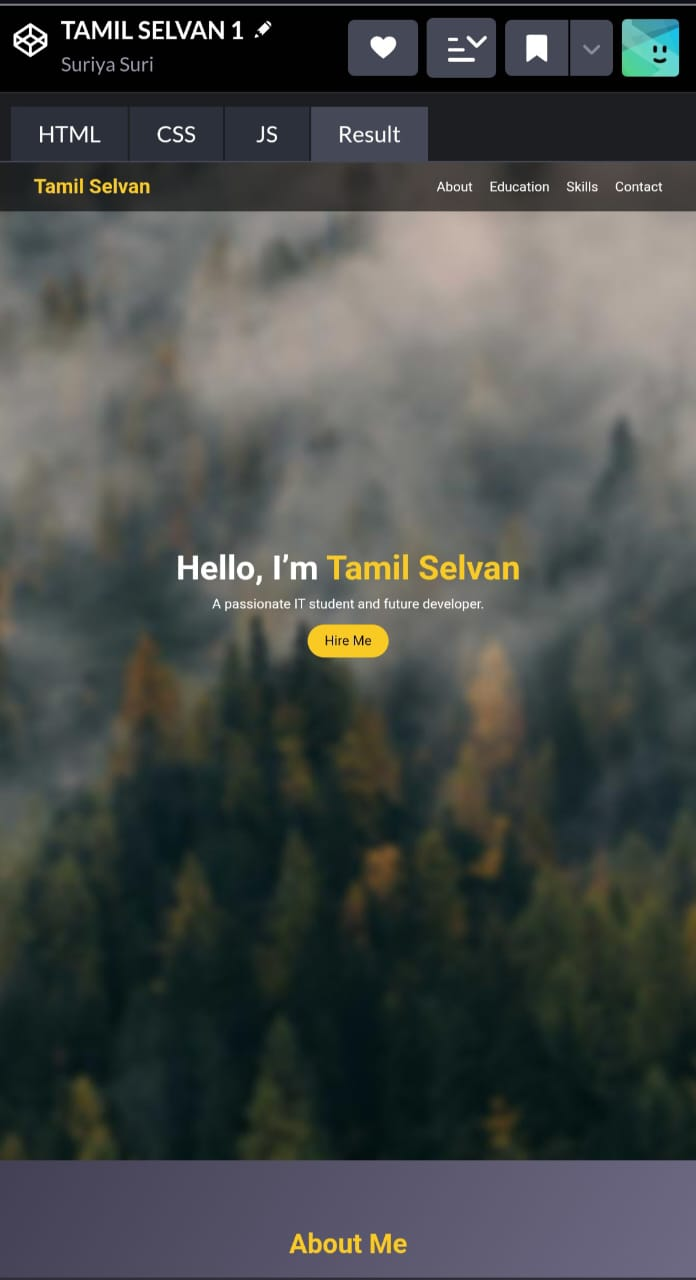 TAMIL SELVAN 1
Suriya Suri
HTML CSS JS Result
Tamil Selvan About Education Skills Contact
Hello, I’m Tamil Selvan
A passionate IT student and future developer.
Hire Me
About Me